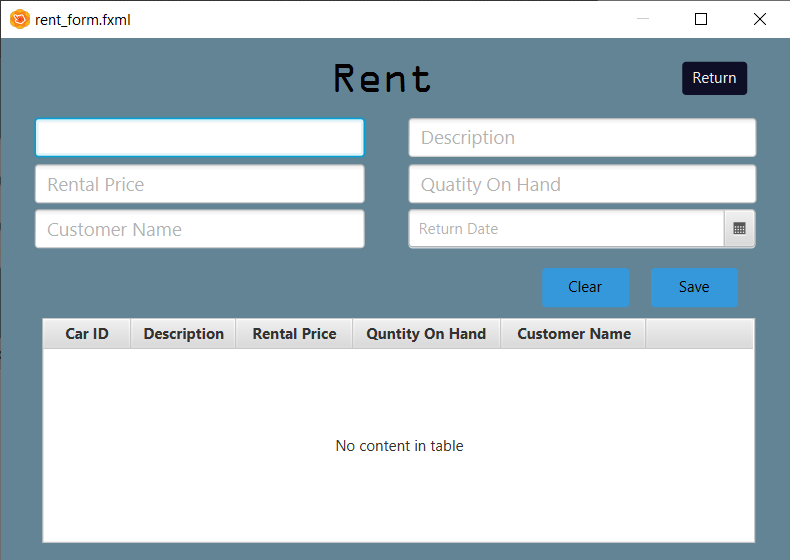 rent_form.fxml
Rent
Return
Description
Rental Price
Quatity On Hand
Customer Name
Return Date
Clear
Save
Car ID Description Rental Price Quntity On Hand Customer Name
No content in table